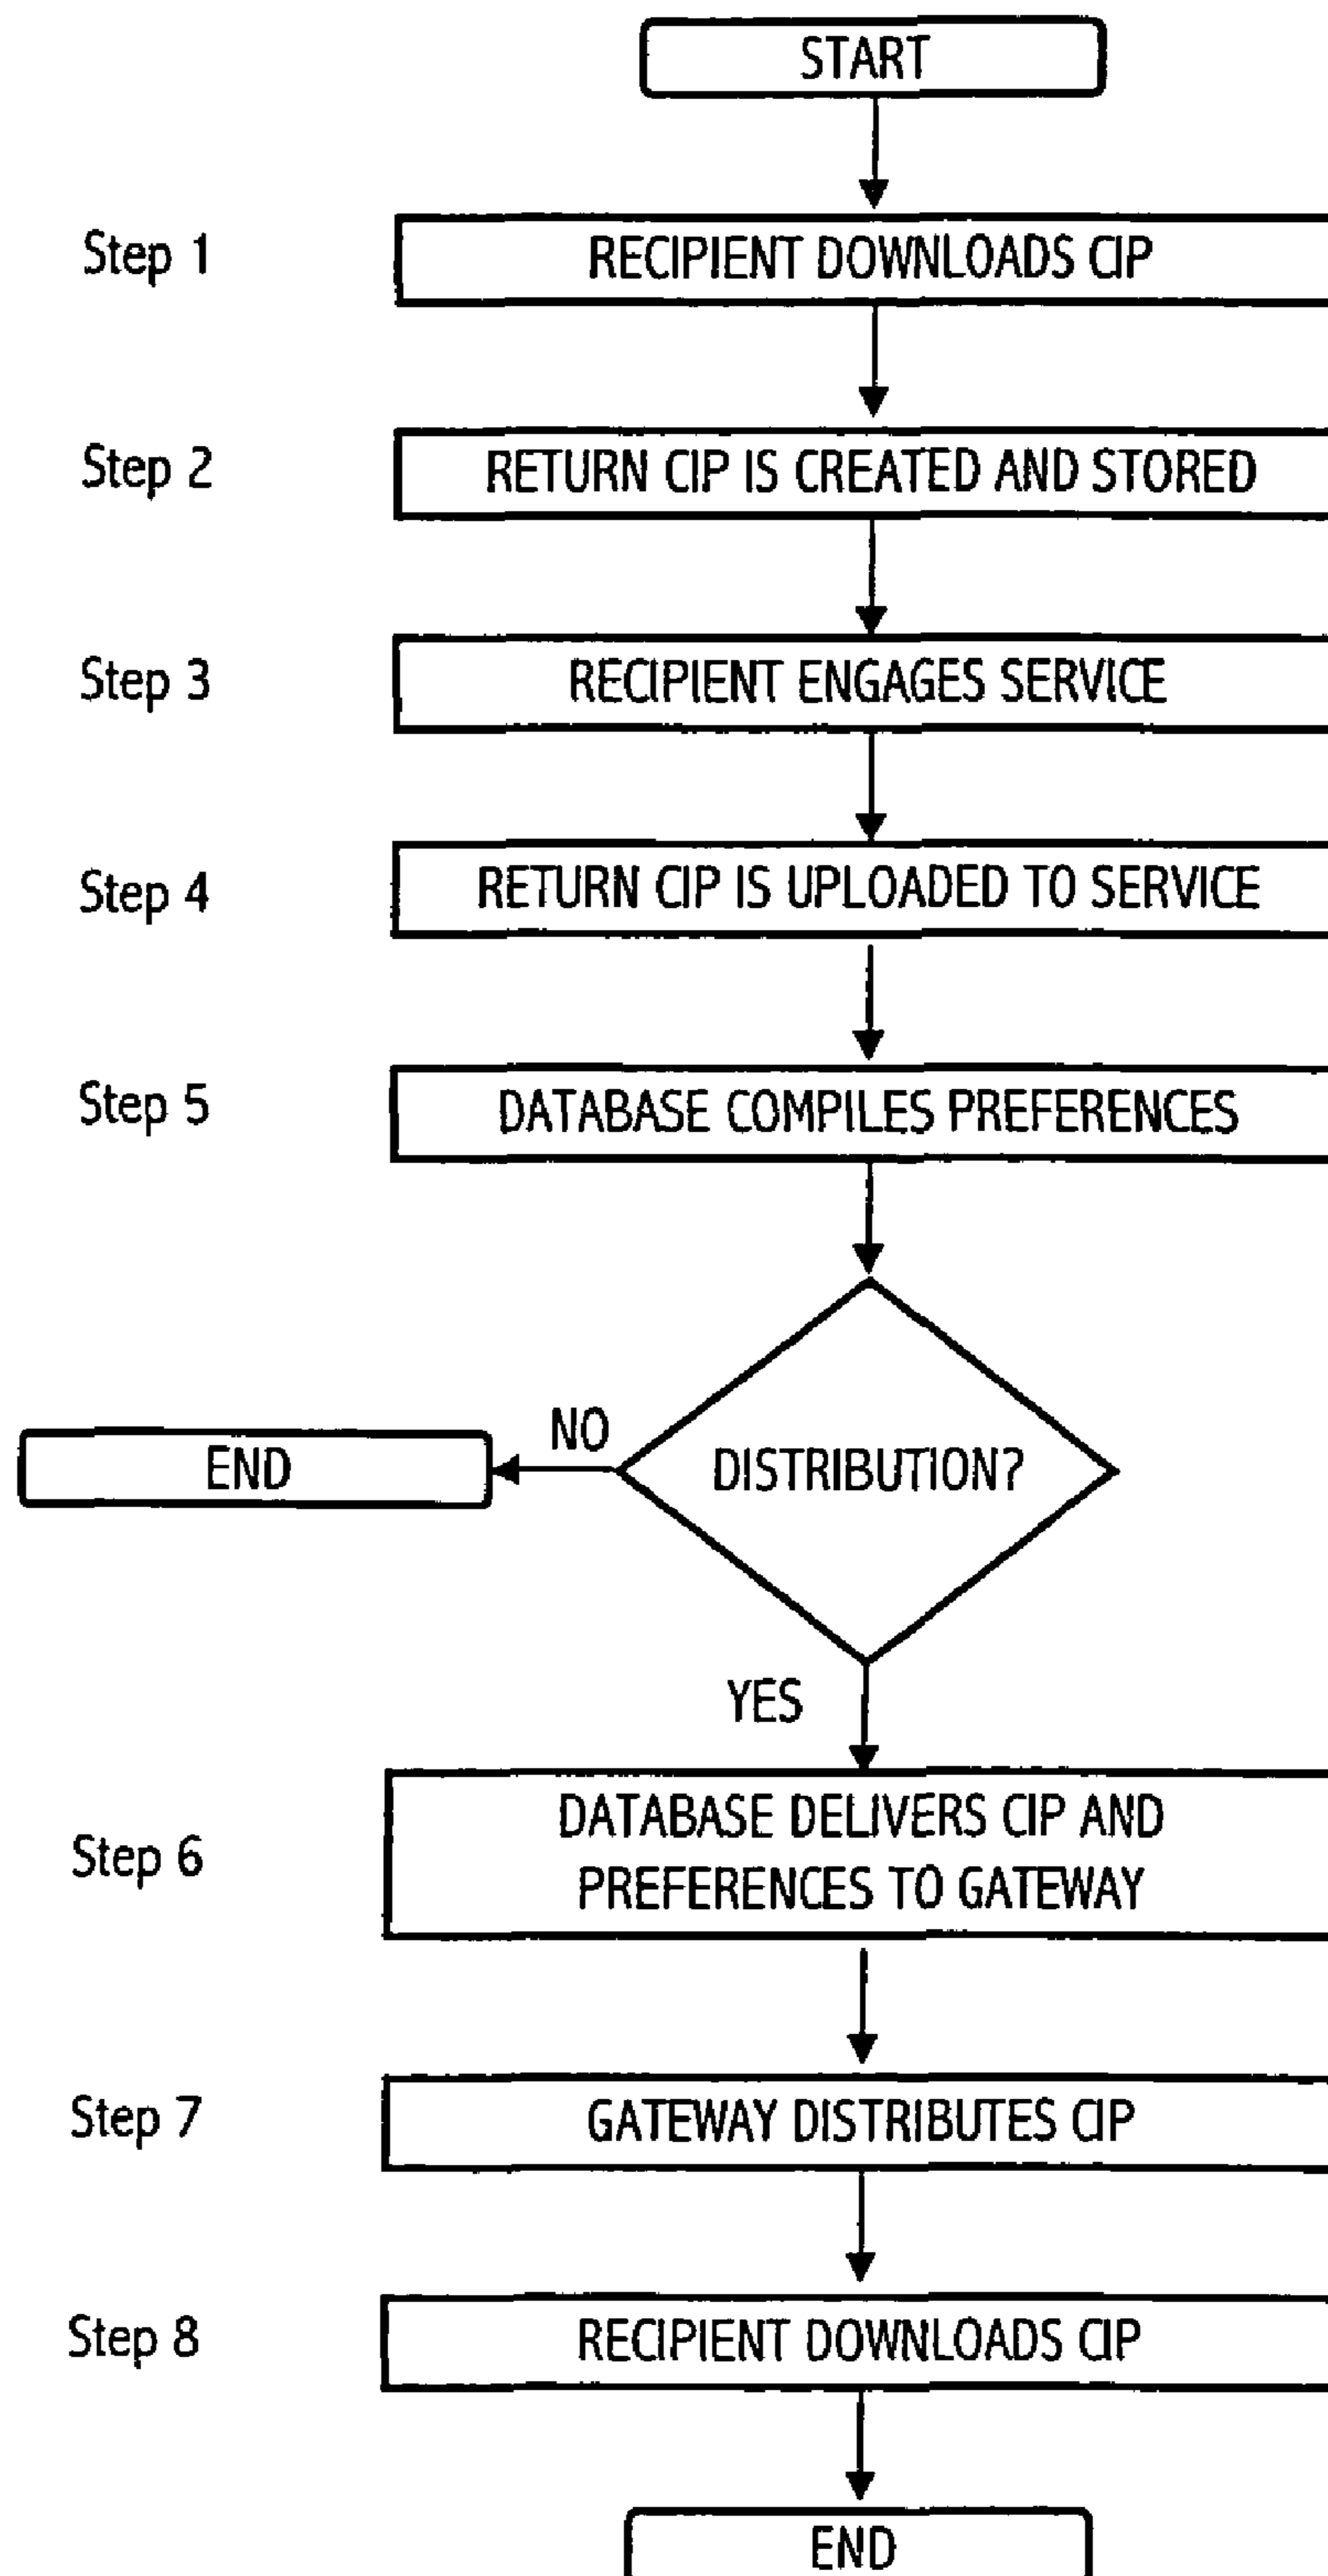 START
Step 1
RECIPIENT DOWNLOADS CIP
Step 2
RETURN CIP IS CREATED AND STORED
Step 3
RECIPIENT ENGAGES SERVICE
Step 4
RETURN CIP IS UPLOADED TO SERVICE
Step 5
DATABASE COMPILES PREFERENCES
NO
END
DISTRIBUTION?
YES
Step 6
DATABASE DELIVERS CIP AND
PREFERENCES TO GATEWAY
Step 7
GATEWAY DISTRIBUTES CIP
Step 8
RECIPIENT DOWNLOADS CIP
END